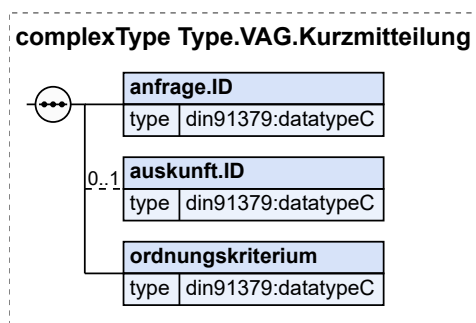 complexType Type.VAG.Kurzmitteilung
anfrage.ID
type din91379:datatypeC
0..1
auskunft.ID
type din91379:datatypeC
ordnungskriterium
type din91379:datatypeC